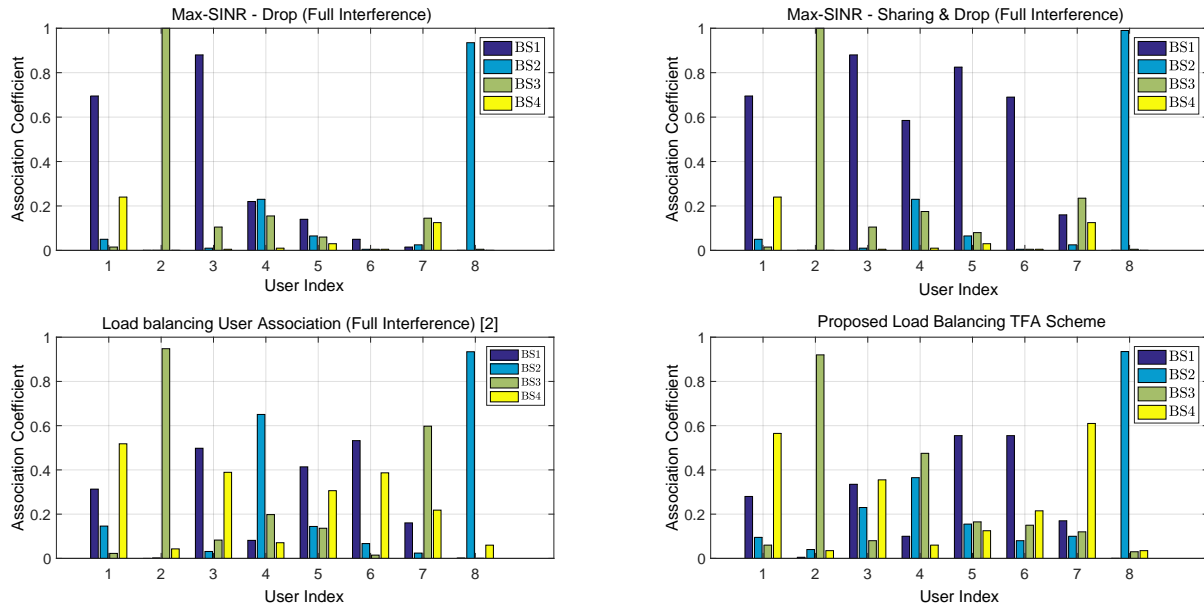 Max-SINR - Drop (Full Interference)
Association Coefficient
1
0.8
0.6
0.4
0.2
0
BS1
BS2
BS3
BS4
1 2 3 4 5 6 7 8
User Index
Max-SINR - Sharing & Drop (Full Interference)
Association Coefficient
1
0.8
0.6
0.4
0.2
0
BS1
BS2
BS3
BS4
1 2 3 4 5 6 7 8
User Index
Load balancing User Association (Full Interference) [2]
Association Coefficient
1
0.8
0.6
0.4
0.2
0
BS1
BS2
BS3
BS4
1 2 3 4 5 6 7 8
User Index
Proposed Load Balancing TFA Scheme
Association Coefficient
1
0.8
0.6
0.4
0.2
0
BS1
BS2
BS3
BS4
1 2 3 4 5 6 7 8
User Index